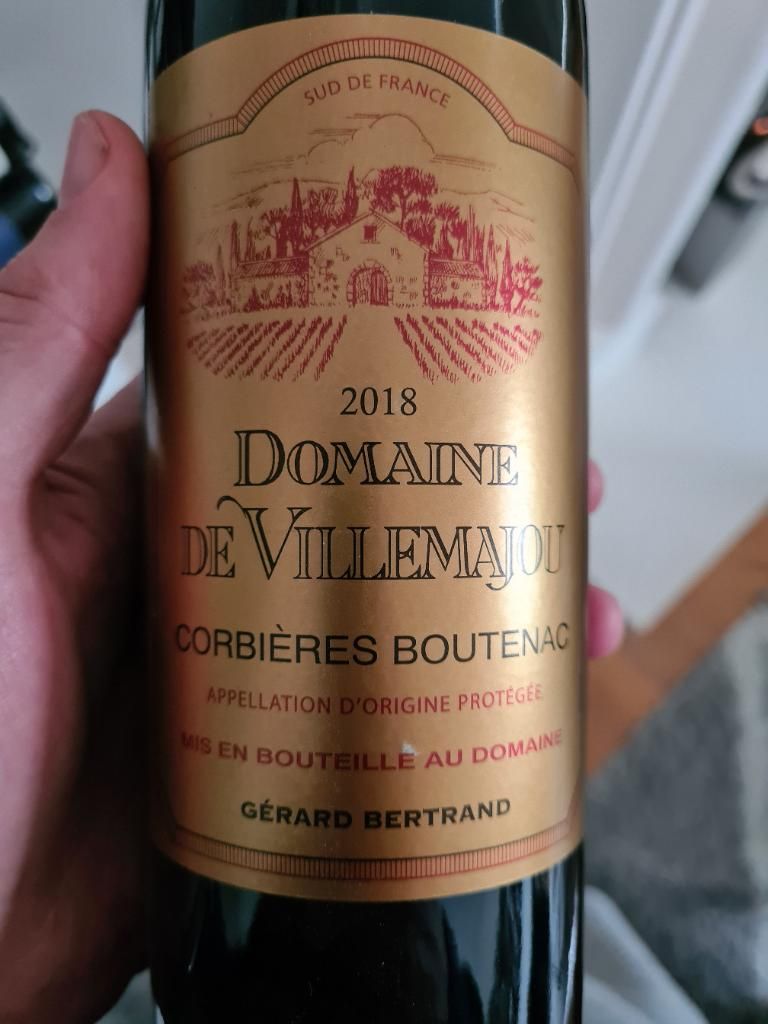 SUD DE FRANCE
2018
DOMAINE
DE VILLEMAJOU
CORBIÈRES BOUTENAC
APPELLATION D'ORIGINE PROTÉGÉE
MIS EN BOUTEILLE AU DOMAINE
GÉRARD BERTRAND